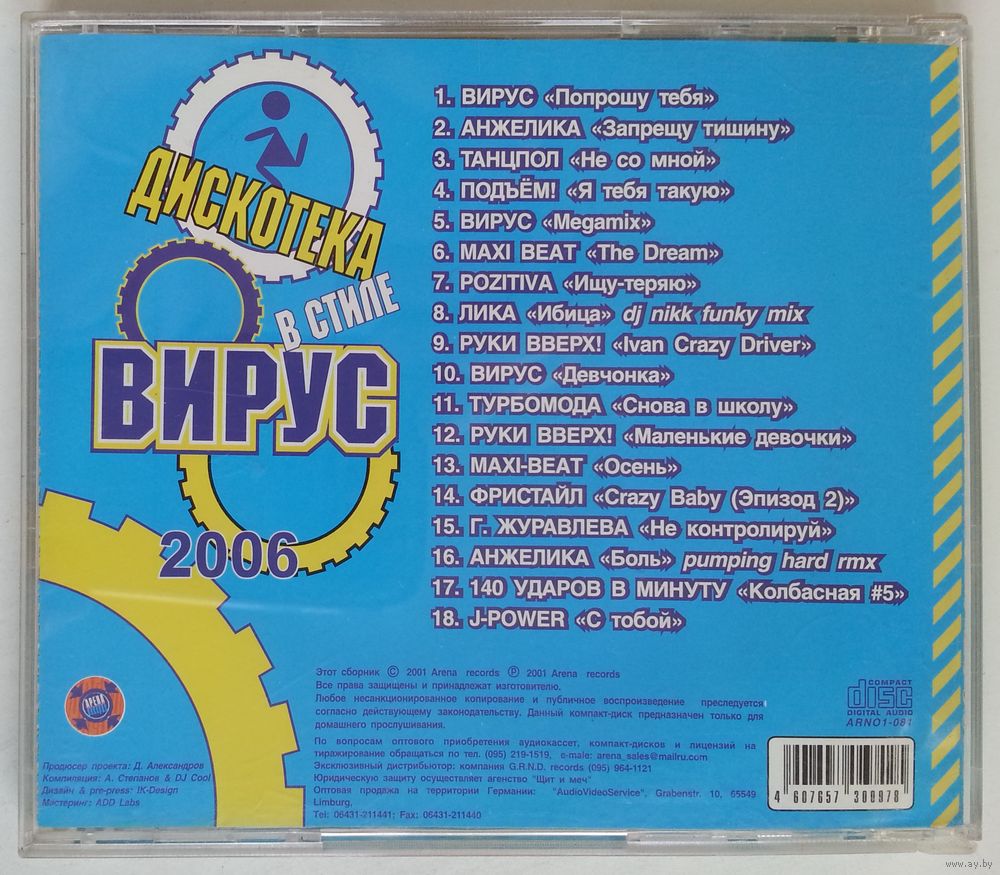 ДИСКОТЕКА
В СТИЛЕ
ВИРУС
2006
1. ВИРУС «Попрошу тебя»
2. АНЖЕЛИКА «Запрещу тишину»
3. ТАНЦПОЛ «Не со мной»
4. ПОДЪЁМ! «Я тебя такую»
5. ВИРУС «Megamix»
6. MAXI BEAT «The Dream»
7. POZITIVA «Ищу-теряю»
8. ЛИКА «Ибица» dj nikk funky mix
9. РУКИ ВВЕРХ! «Ivan Crazy Driver»
10. ВИРУС «Девчонка»
11. ТУРБОМОДА «Снова в школу»
12. РУКИ ВВЕРХ! «Маленькие девочки»
13. MAXI-BEAT «Осень»
14. ФРИСТАЙЛ «Crazy Baby (Эпизод 2)»
15. Г. ЖУРАВЛЕВА «Не контролируй»
16. АНЖЕЛИКА «Боль» pumping hard rmx
17. 140 УДАРОВ В МИНУТУ «Колбасная #5»
18. J-POWER «С тобой»
Этот сборник © 2001 Arena records ℗ 2001 Arena records
Все права защищены и принадлежат изготовителю.
Любое несанкционированное копирование и публичное воспроизведение преследуется
согласно действующему законодательству. Данный компакт-диск предназначен только для
домашнего прослушивания.
По вопросам оптового приобретения аудиокассет, компакт-дисков и лицензий на
тиражирование обращаться по тел. (095) 219-1519, e-male: arena_sales@mailru.com
Эксклюзивный дистрибьютор: компания G.R.N.D. records (095) 964-1121
Юридическую защиту осуществляет агенство "Щит и меч"
Оптовая продажа на территории Германии: "AudioVideoService", Grabenstr. 10, 65549
Limburg.
Tel: 06431-211441; Fax: 06431-211440
ARENA
Продюсер проекта: Д. Александров
Компиляция: А. Степанов & DJ Cool
Дизайн & pre-press: IK-Design
Мастеринг: ADD Labs
COMPACT
disc
DIGITAL AUDIO
ARNO1-081
4 607657 309978
www.ay.by